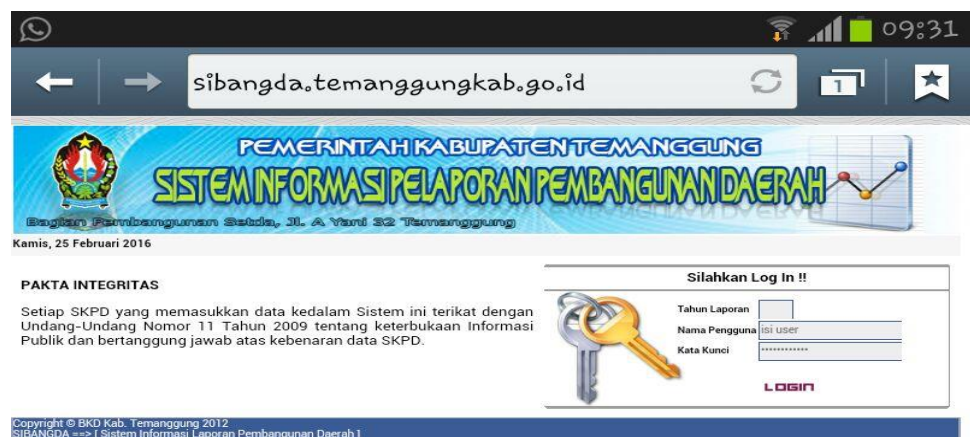 09:31
sibangda.temanggungkab.go.id
1
PEMERINTAH KABUPATEN TEMANGGUNG
SISTEM INFORMASI PELAPORAN PEMBANGUNAN DAERAH
Bagian Pembangunan Setda, Jl. A Yani 32 Temanggung
Kamis, 25 Februari 2016
PAKTA INTEGRITAS
Setiap SKPD yang memasukkan data kedalam Sistem ini terikat dengan
Undang-Undang Nomor 11 Tahun 2009 tentang keterbukaan Informasi
Publik dan bertanggung jawab atas kebenaran data SKPD.
Silahkan Log In !!
Tahun Laporan
Nama Pengguna isi user
Kata Kunci ············
LOGIN
Copyright © BKD Kab. Temanggung 2012
SIBANGDA ==> [ Sistem Informasi Laporan Pembangunan Daerah ]